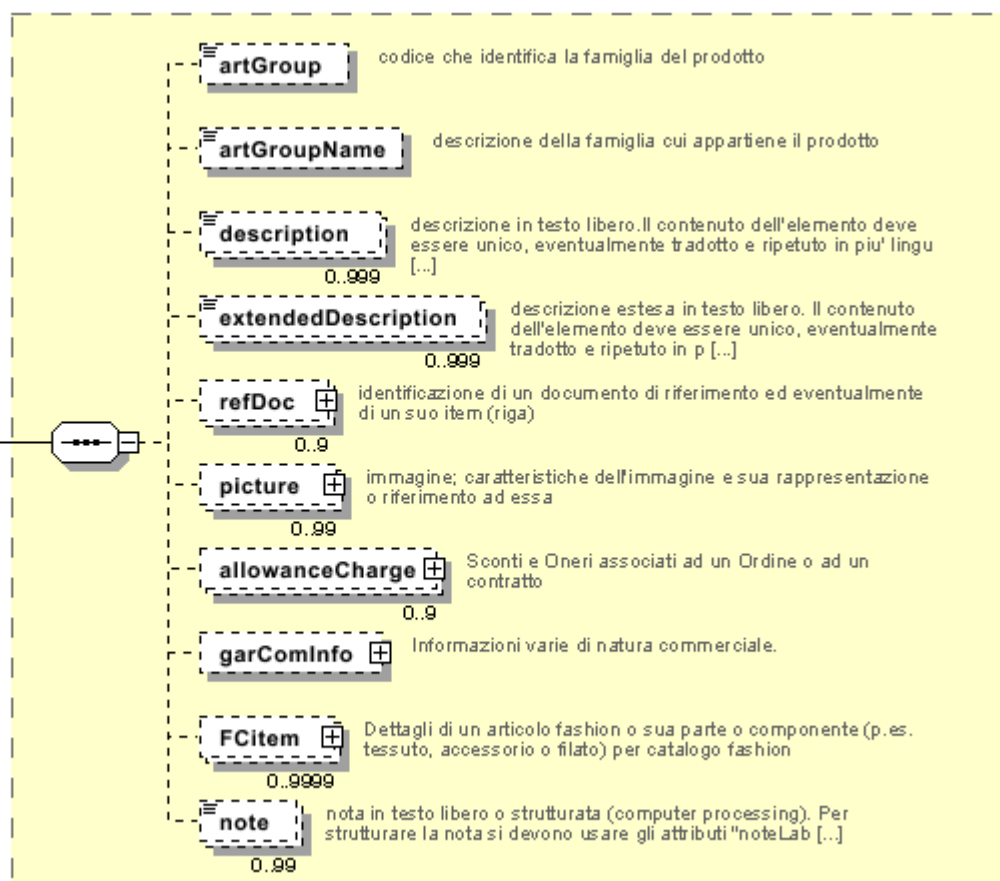 artGroup
codice che identifica la famiglia del prodotto
artGroupName
descrizione della famiglia cui appartiene il prodotto
description
0..999
descrizione in testo libero.Il contenuto dell'elemento deve
essere unico, eventualmente tradotto e ripetuto in piu' lingu
[...]
extendedDescription
0..999
descrizione estesa in testo libero. Il contenuto
dell'elemento deve essere unico, eventualmente
tradotto e ripetuto in p [...]
refDoc
0..9
identificazione di un documento di riferimento ed eventualmente
di un suo item (riga)
picture
0..99
immagine; caratteristiche dell'immagine e sua rappresentazione
o riferimento ad essa
allowanceCharge
0..9
Sconti e Oneri associati ad un Ordine o ad un
contratto
garComInfo
Informazioni varie di natura commerciale.
FCitem
0..9999
Dettagli di un articolo fashion o sua parte o componente (p.es.
tessuto, accessorio o filato) per catalogo fashion
note
0..99
nota in testo libero o strutturata (computer processing). Per
strutturare la nota si devono usare gli attributi "noteLab [...]